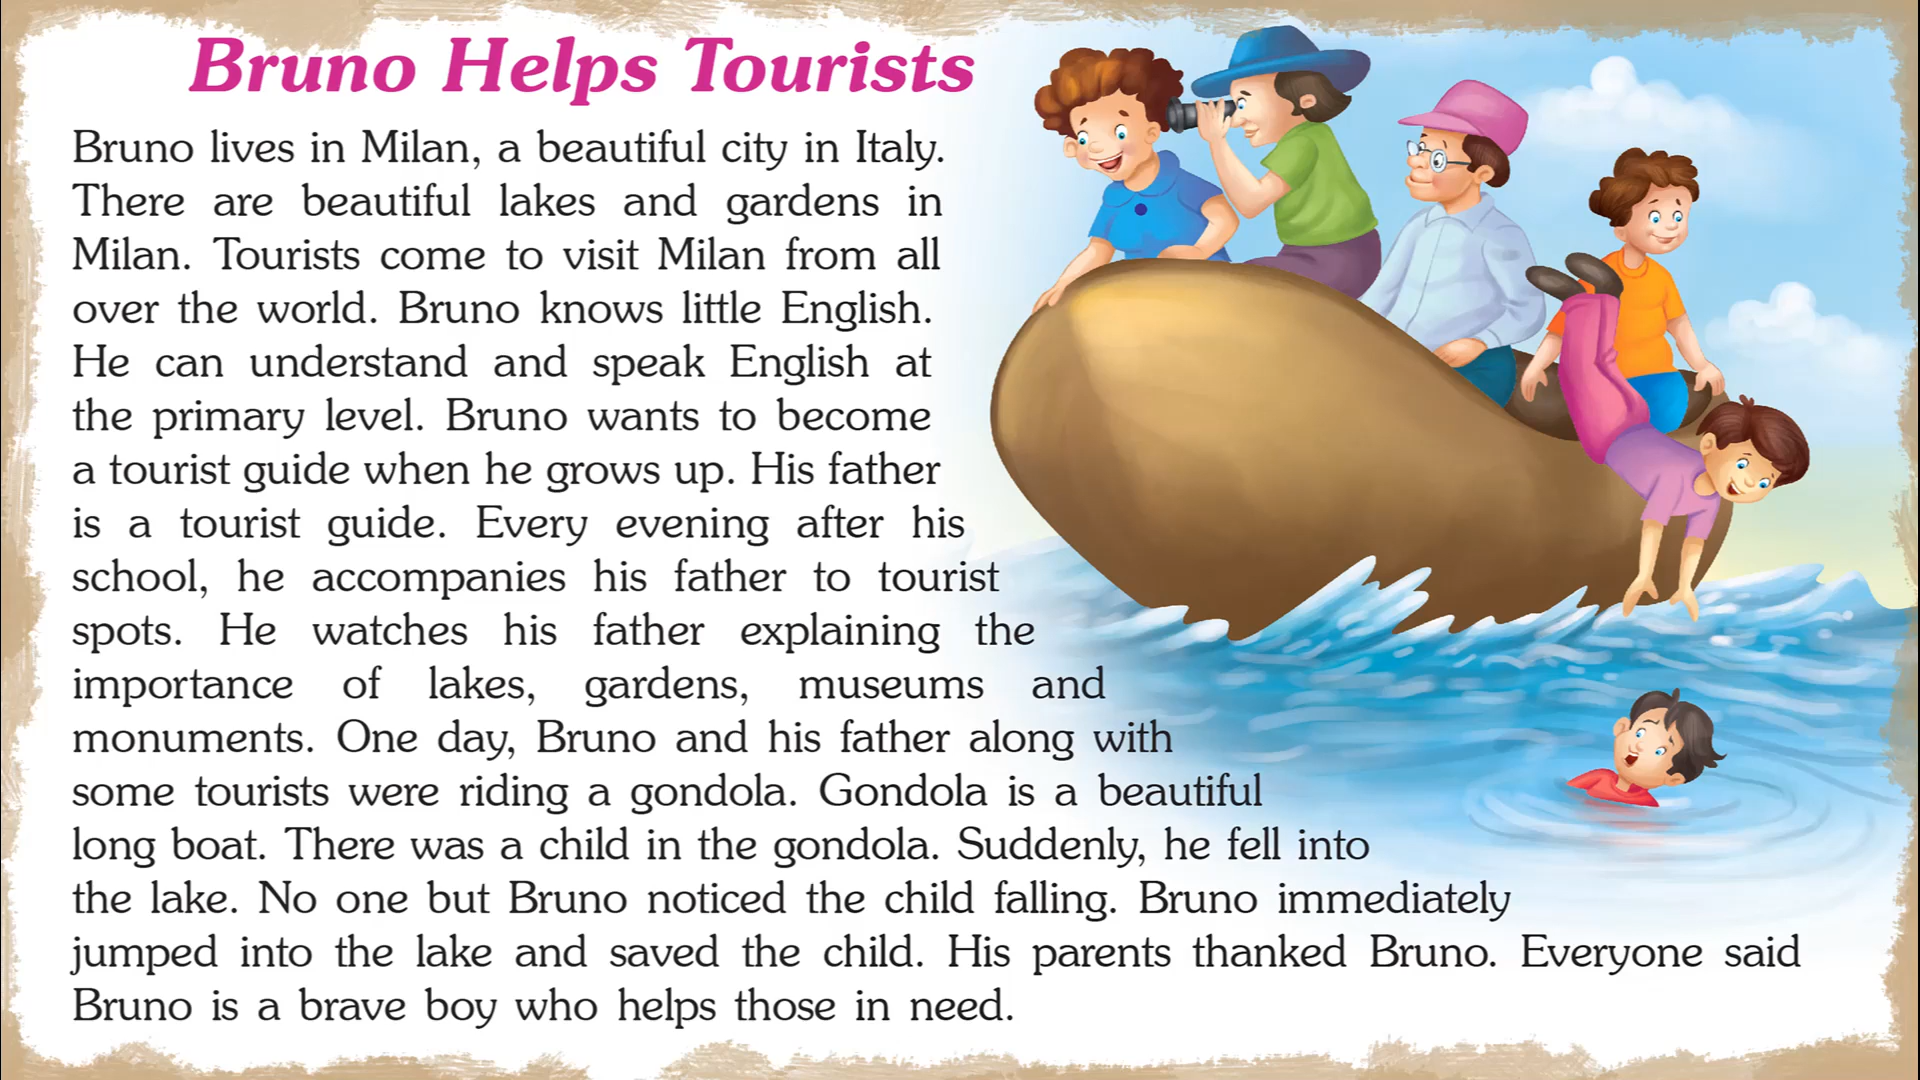 Bruno Helps Tourists
Bruno lives in Milan, a beautiful city in Italy.
There are beautiful lakes and gardens in
Milan. Tourists come to visit Milan from all
over the world. Bruno knows little English.
He can understand and speak English at
the primary level. Bruno wants to become
a tourist guide when he grows up. His father
is a tourist guide. Every evening after his
school, he accompanies his father to tourist
spots. He watches his father explaining the
importance of lakes, gardens, museums and
monuments. One day, Bruno and his father along with
some tourists were riding a gondola. Gondola is a beautiful
long boat. There was a child in the gondola. Suddenly, he fell into
the lake. No one but Bruno noticed the child falling. Bruno immediately
jumped into the lake and saved the child. His parents thanked Bruno. Everyone said
Bruno is a brave boy who helps those in need.